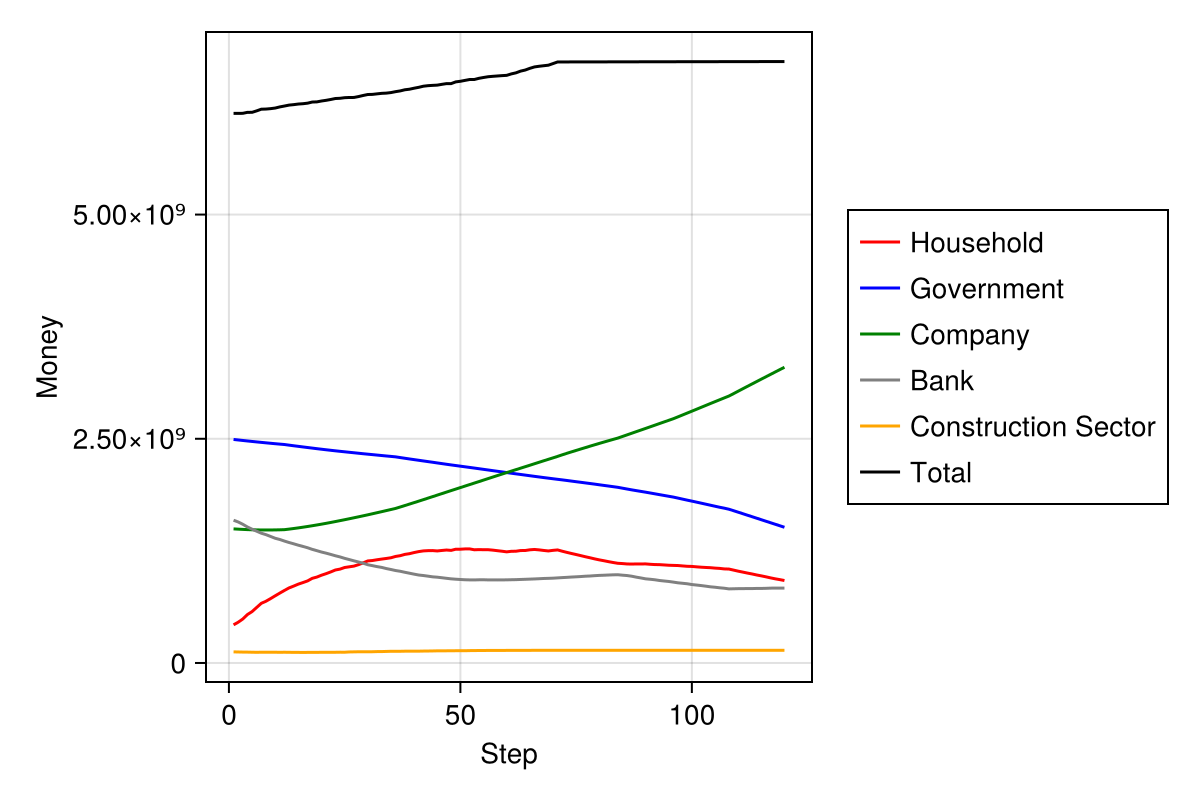 5.00×10⁹
2.50×10⁹
0
Money
0
50
100
Step
Household
Government
Company
Bank
Construction Sector
Total